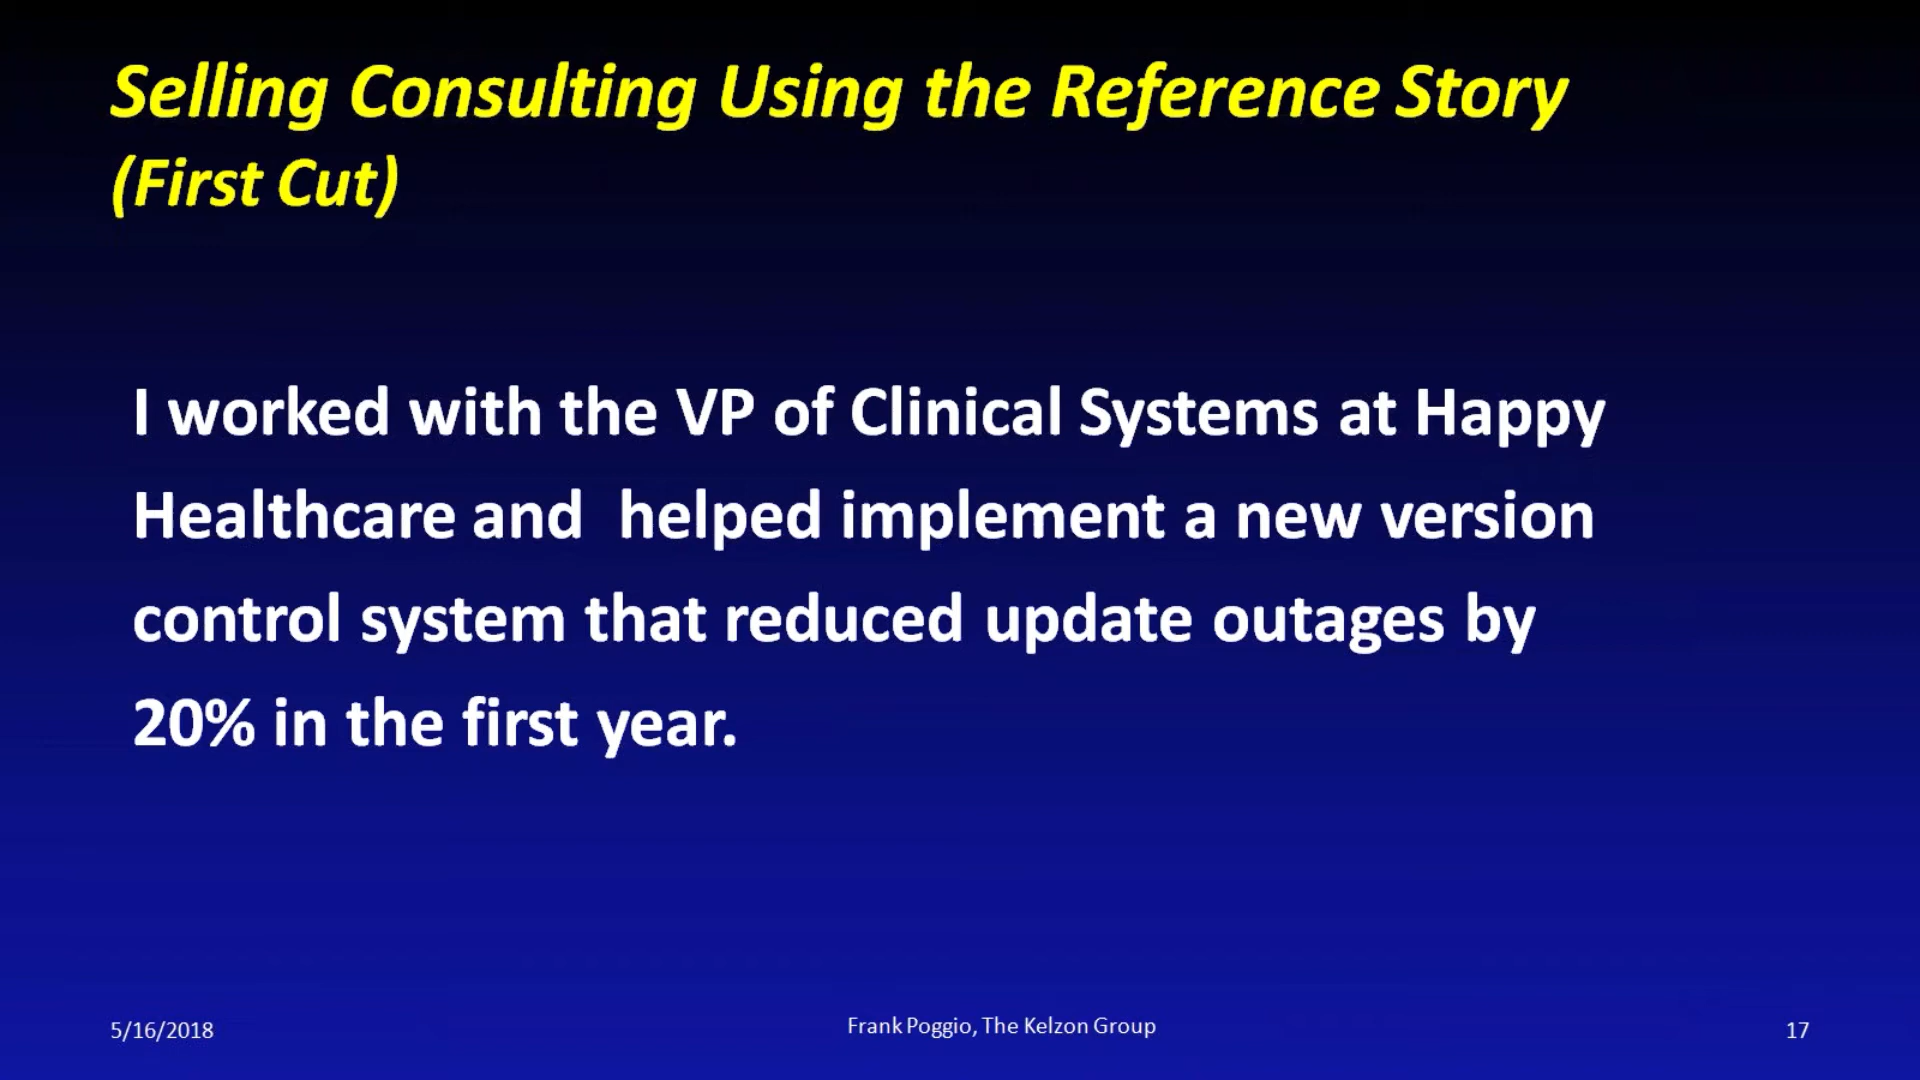 Selling Consulting Using the Reference Story
(First Cut)
I worked with the VP of Clinical Systems at Happy
Healthcare and  helped implement a new version
control system that reduced update outages by
20% in the first year.
5/16/2018
Frank Poggio, The Kelzon Group
17